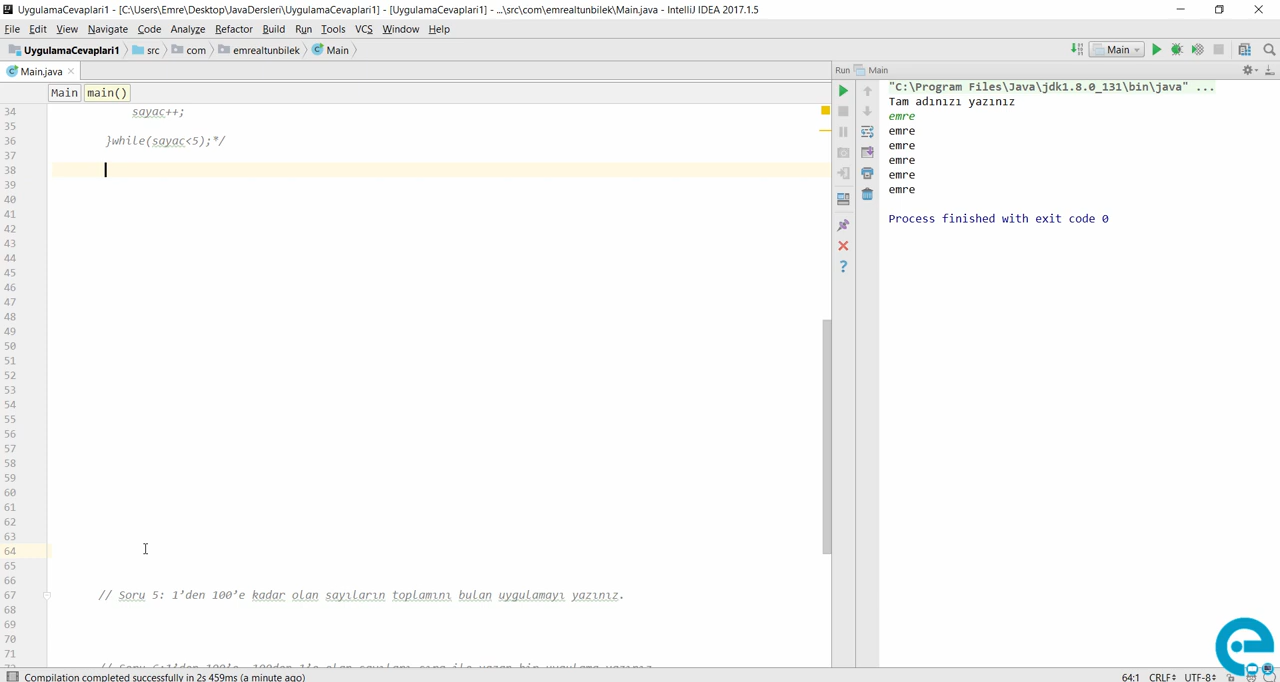 UygulamaCevaplari1 - [C:\Users\Emre\Desktop\JavaDersleri\UygulamaCevaplari1] - [UygulamaCevaplari1] - ...\src\com\emrealtunbilek\Main.java - IntelliJ IDEA 2017.1.5
File Edit View Navigate Code Analyze Refactor Build Run Tools VCS Window Help
UygulamaCevaplari1 src com emrealtunbilek Main
Main
Main.java
Run Main
Main main()
"C:\Program Files\Java\jdk1.8.0_131\bin\java" ...
Tam adınızı yazınız
emre
emre
emre
emre
emre
emre
Process finished with exit code 0
34 sayac++;
35
36 }while(sayac<5);*/
37
38
39
40
41
42
43
44
45
46
47
48
49
50
51
52
53
54
55
56
57
58
59
60
61
62
63
64
65
66
67 // Soru 5: 1’den 100’e kadar olan sayıların toplamını bulan uygulamayı yazınız.
68
69
70
71
Compilation completed successfully in 2s 459ms (a minute ago)
64:1 CRLF UTF-8